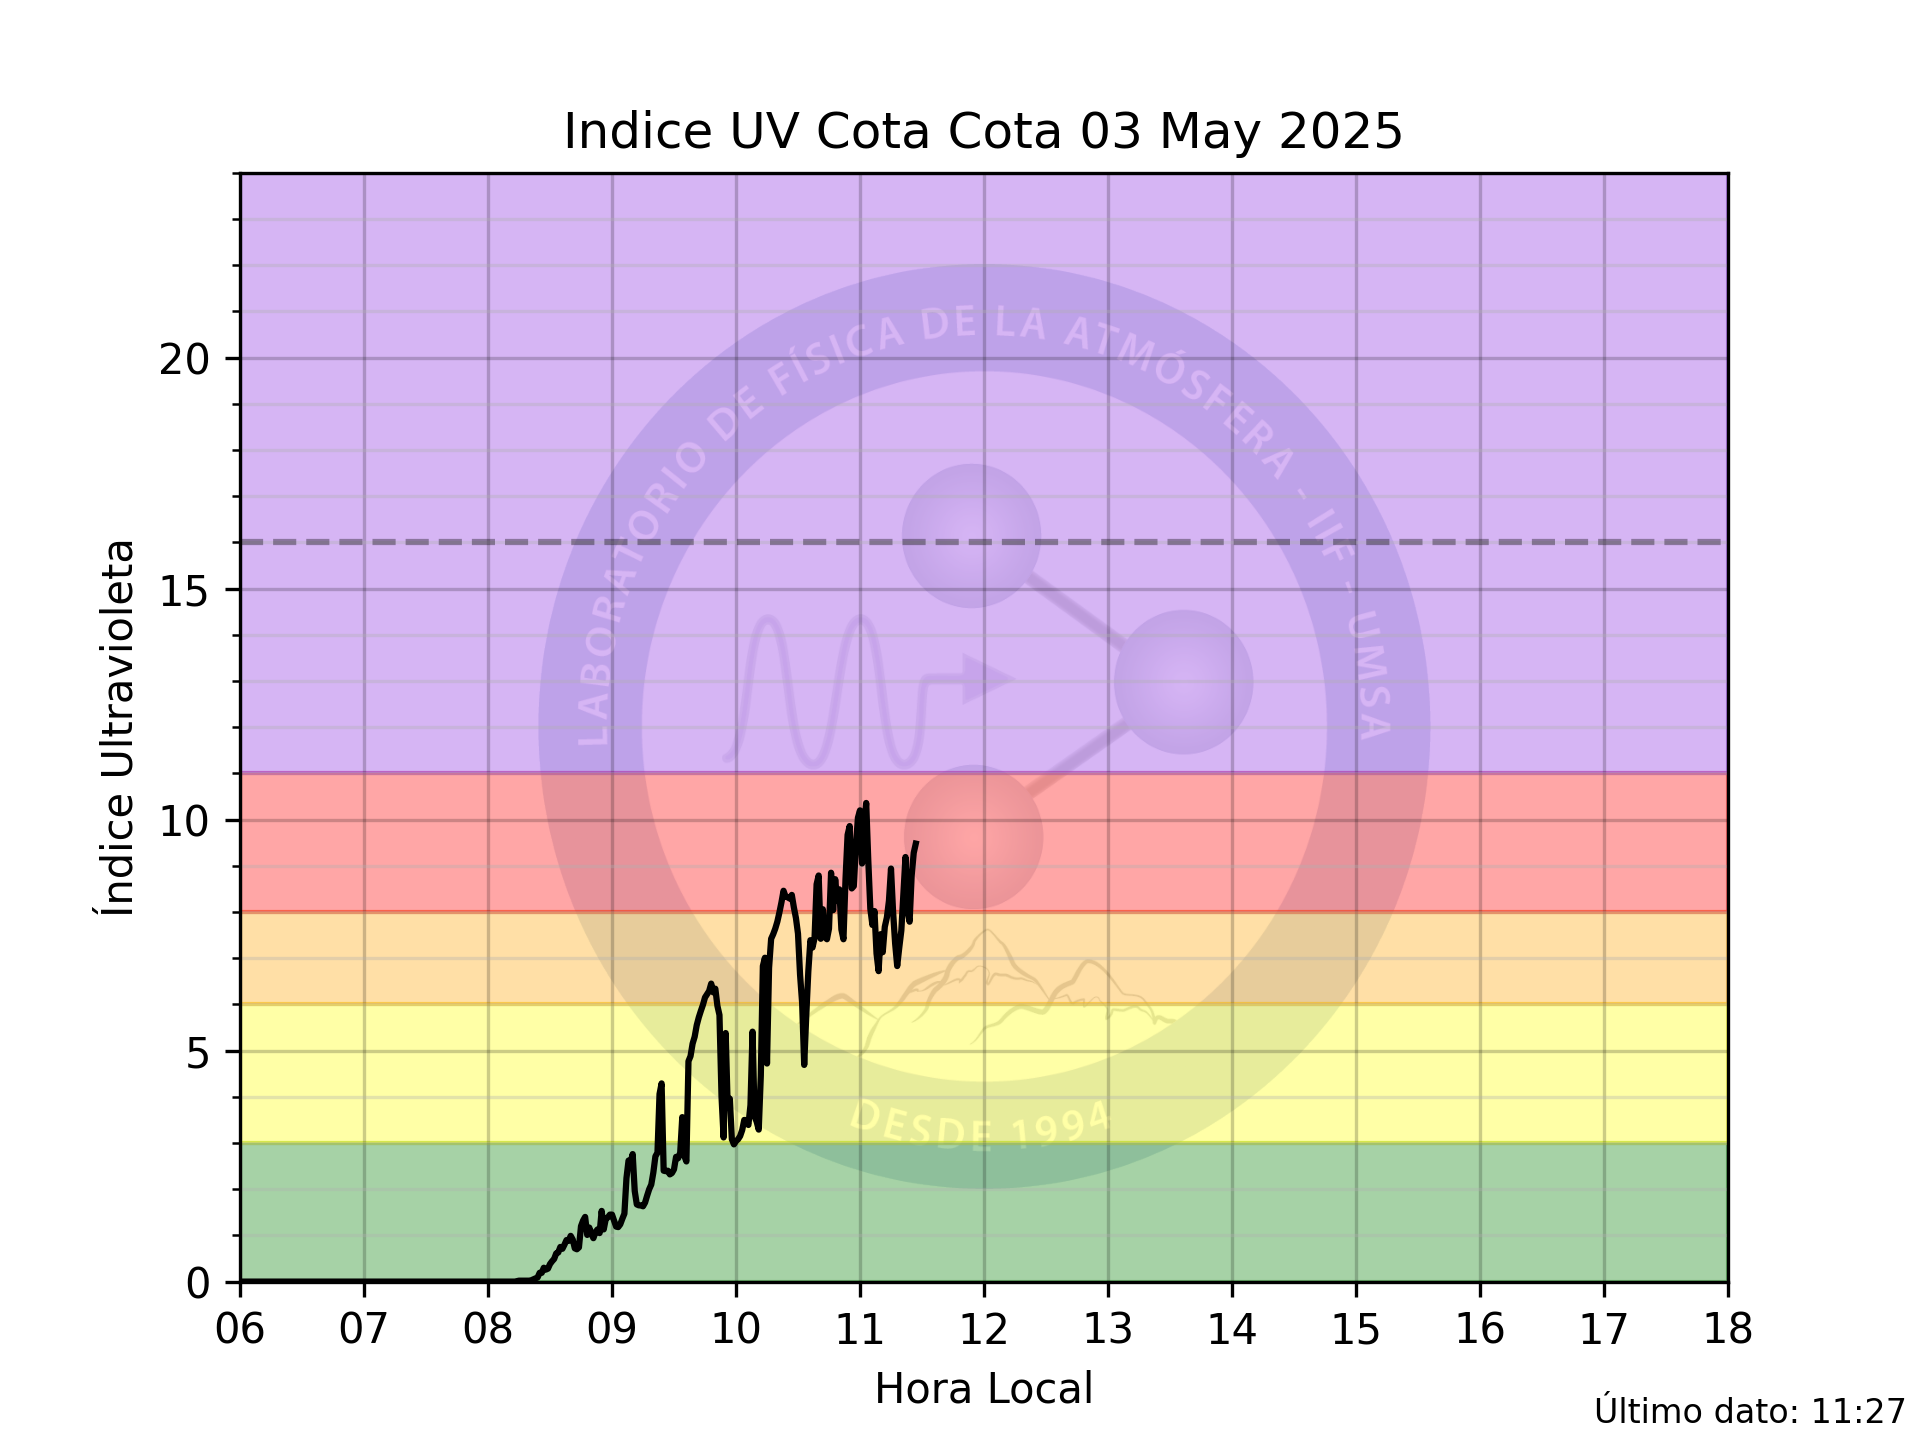 Indice UV Cota Cota 03 May 2025
LABORATORIO DE FÍSICA DE LA ATMÓSFERA - IIF - UMSA
DESDE 1994
Índice Ultravioleta
20
15
10
5
0
06 07 08 09 10 11 12 13 14 15 16 17 18
Hora Local
Último dato: 11:27